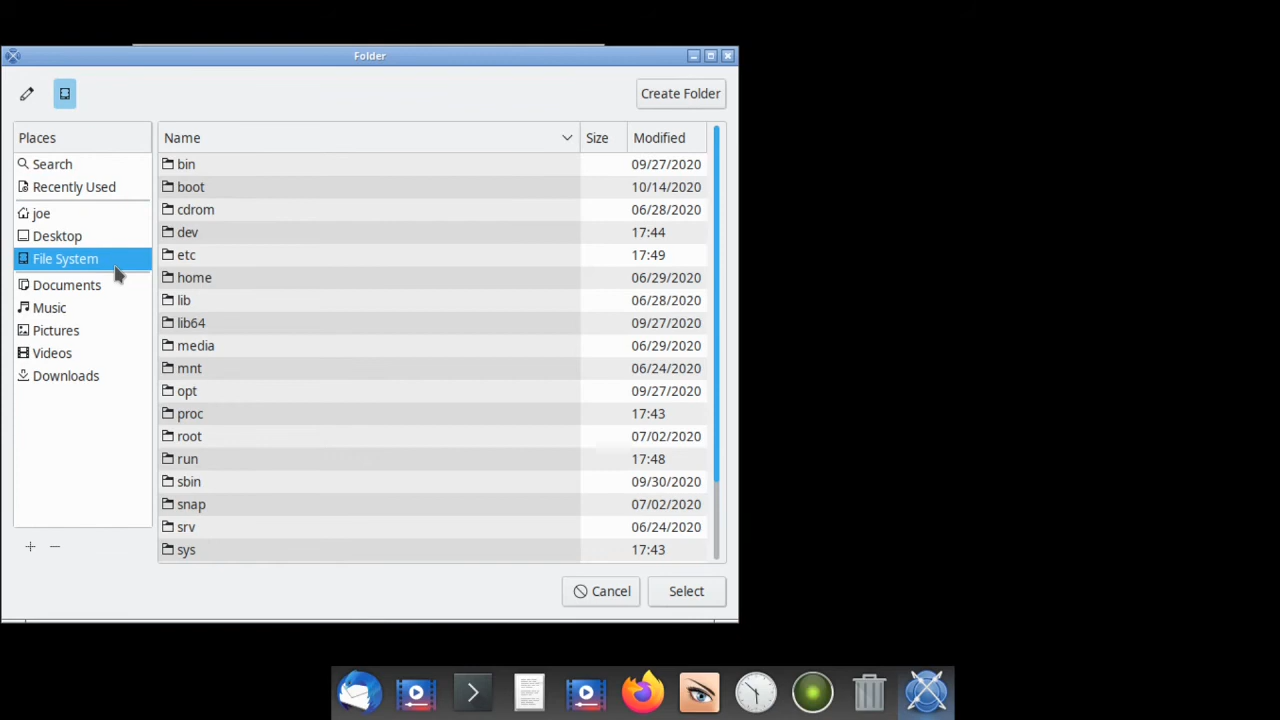 Folder
Create Folder
Places
Search
Recently Used
joe
Desktop
File System
Documents
Music
Pictures
Videos
Downloads
Name Size Modified
bin 09/27/2020
boot 10/14/2020
cdrom 06/28/2020
dev 17:44
etc 17:49
home 06/29/2020
lib 06/28/2020
lib64 09/27/2020
media 06/29/2020
mnt 06/24/2020
opt 09/27/2020
proc 17:43
root 07/02/2020
run 17:48
sbin 09/30/2020
snap 07/02/2020
srv 06/24/2020
sys 17:43
Cancel Select